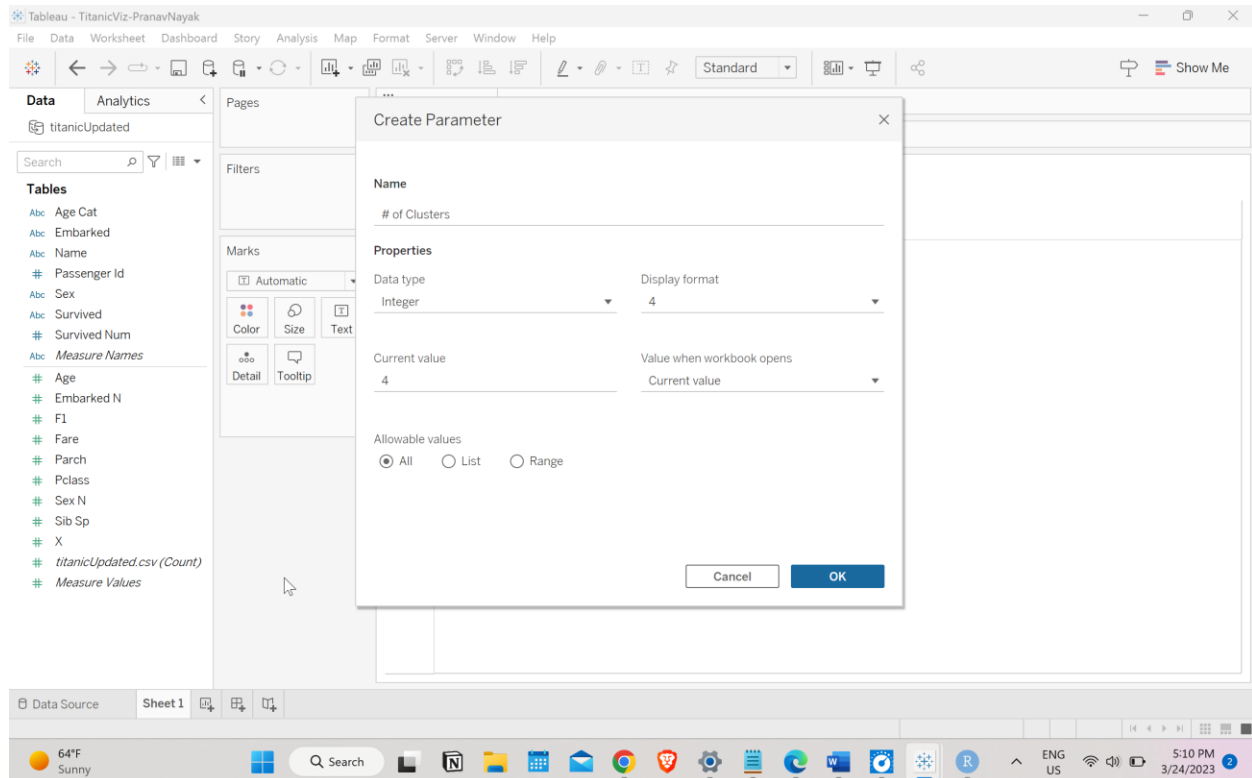 Tableau - TitanicViz-PranavNayak
File Data Worksheet Dashboard Story Analysis Map Format Server Window Help
Standard
Show Me
Data Analytics
titanicUpdated
Search
Tables
Abc Age Cat
Abc Embarked
Abc Name
# Passenger Id
Abc Sex
Abc Survived
# Survived Num
Abc Measure Names
# Age
# Embarked N
# F1
# Fare
# Parch
# Pclass
# Sex N
# Sib Sp
# X
# titanicUpdated.csv (Count)
# Measure Values
Pages
Filters
Marks
Automatic
Color Size Text
Detail Tooltip
Create Parameter
Name
# of Clusters
Properties
Data type Display format
Integer 4
Current value Value when workbook opens
4 Current value
Allowable values
All List Range
Cancel OK
Data Source Sheet 1
64°F
Sunny
Search
ENG
US
5:10 PM
3/24/2023
2